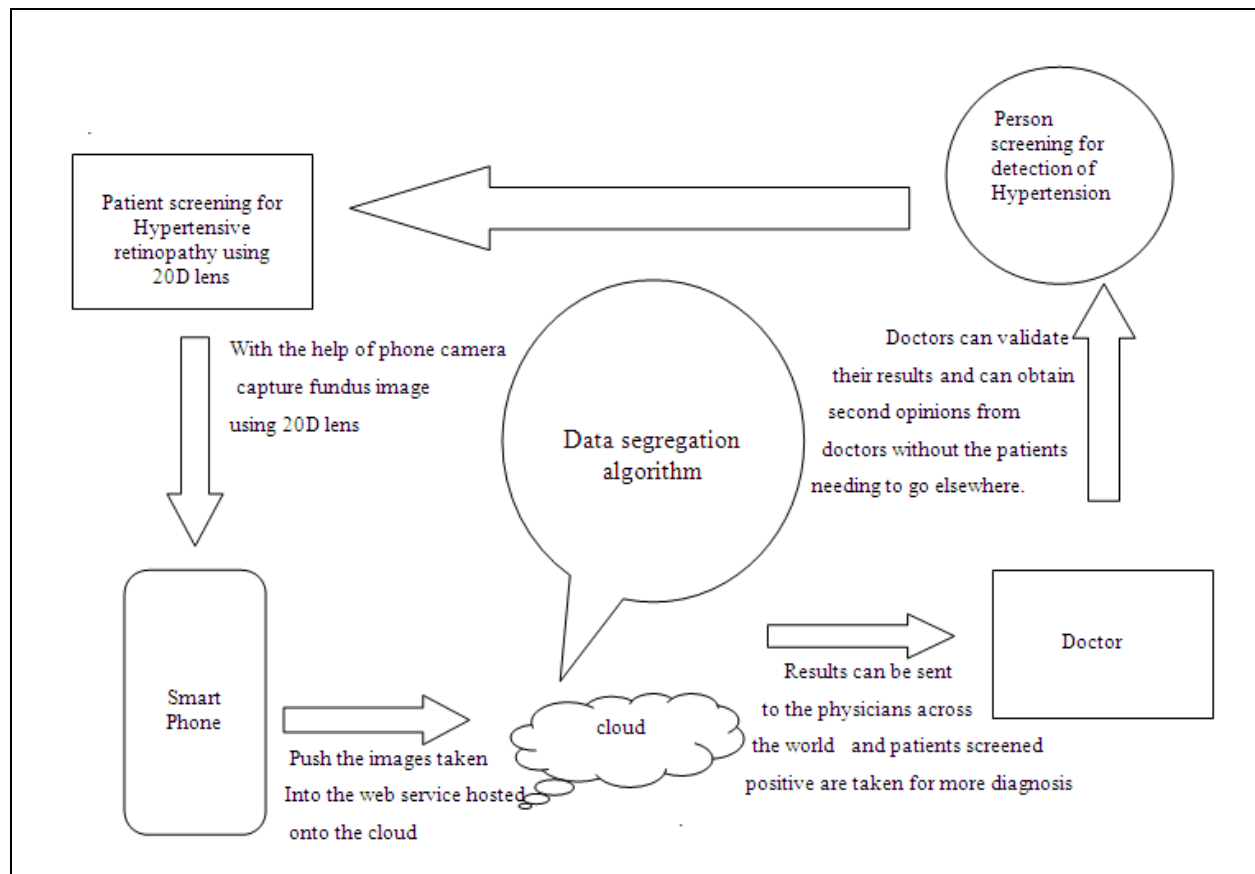 Person
screening for
detection of
Hypertension
Patient screening for
Hypertensive
retinopathy using
20D lens
With the help of phone camera
capture fundus image
using 20D lens
Doctors can validate
their results and can obtain
second opinions from
doctors without the patients
needing to go elsewhere.
Data segregation
algorithm
Smart
Phone
Push the images taken
Into the web service hosted
onto the cloud
cloud
Results can be sent
to the physicians across
the world and patients screened
positive are taken for more diagnosis
Doctor